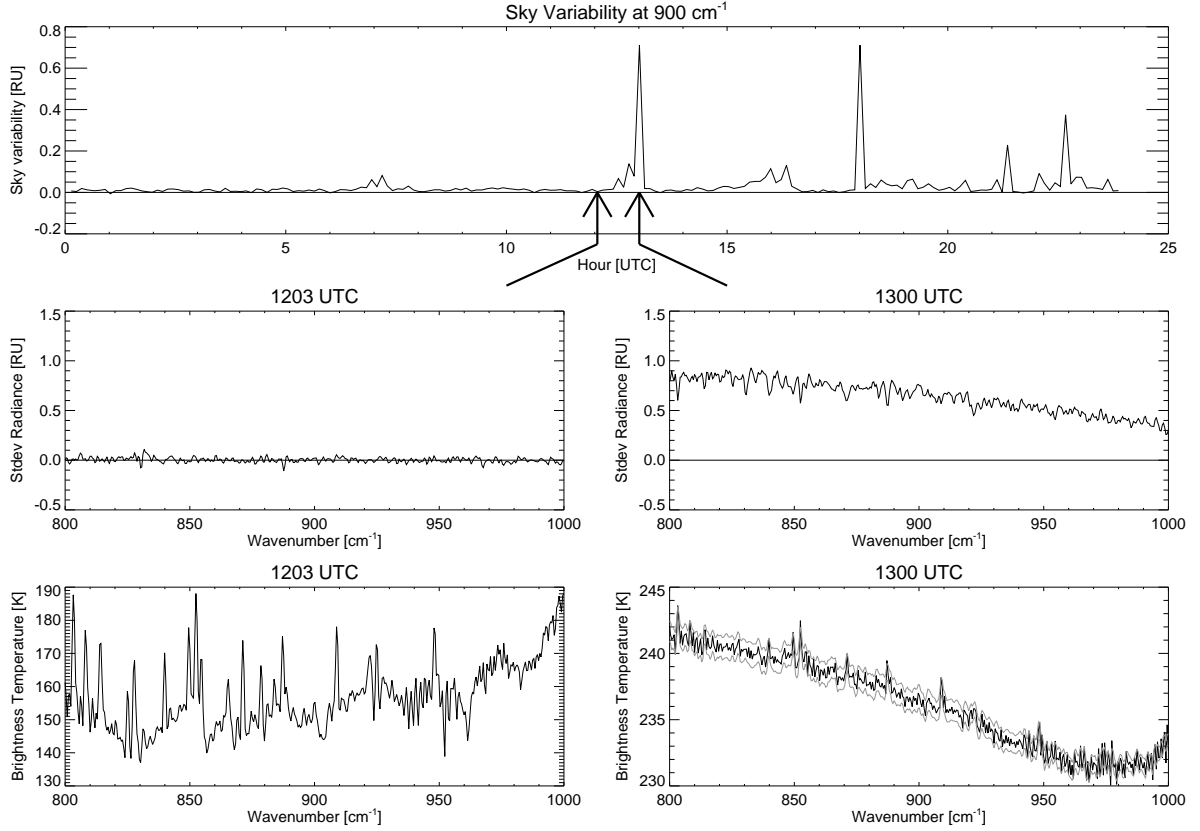 Sky Variability at 900 cm⁻¹
Sky variability [RU]
0.8
0.6
0.4
0.2
0.0
-0.2
0 5 10 15 20 25
Hour [UTC]
1203 UTC
Stdev Radiance [RU]
1.5
1.0
0.5
0.0
-0.5
800 850 900 950 1000
Wavenumber [cm⁻¹]
1300 UTC
Stdev Radiance [RU]
1.5
1.0
0.5
0.0
-0.5
800 850 900 950 1000
Wavenumber [cm⁻¹]
1203 UTC
Brightness Temperature [K]
190
180
170
160
150
140
130
800 850 900 950 1000
Wavenumber [cm⁻¹]
1300 UTC
Brightness Temperature [K]
245
240
235
230
800 850 900 950 1000
Wavenumber [cm⁻¹]